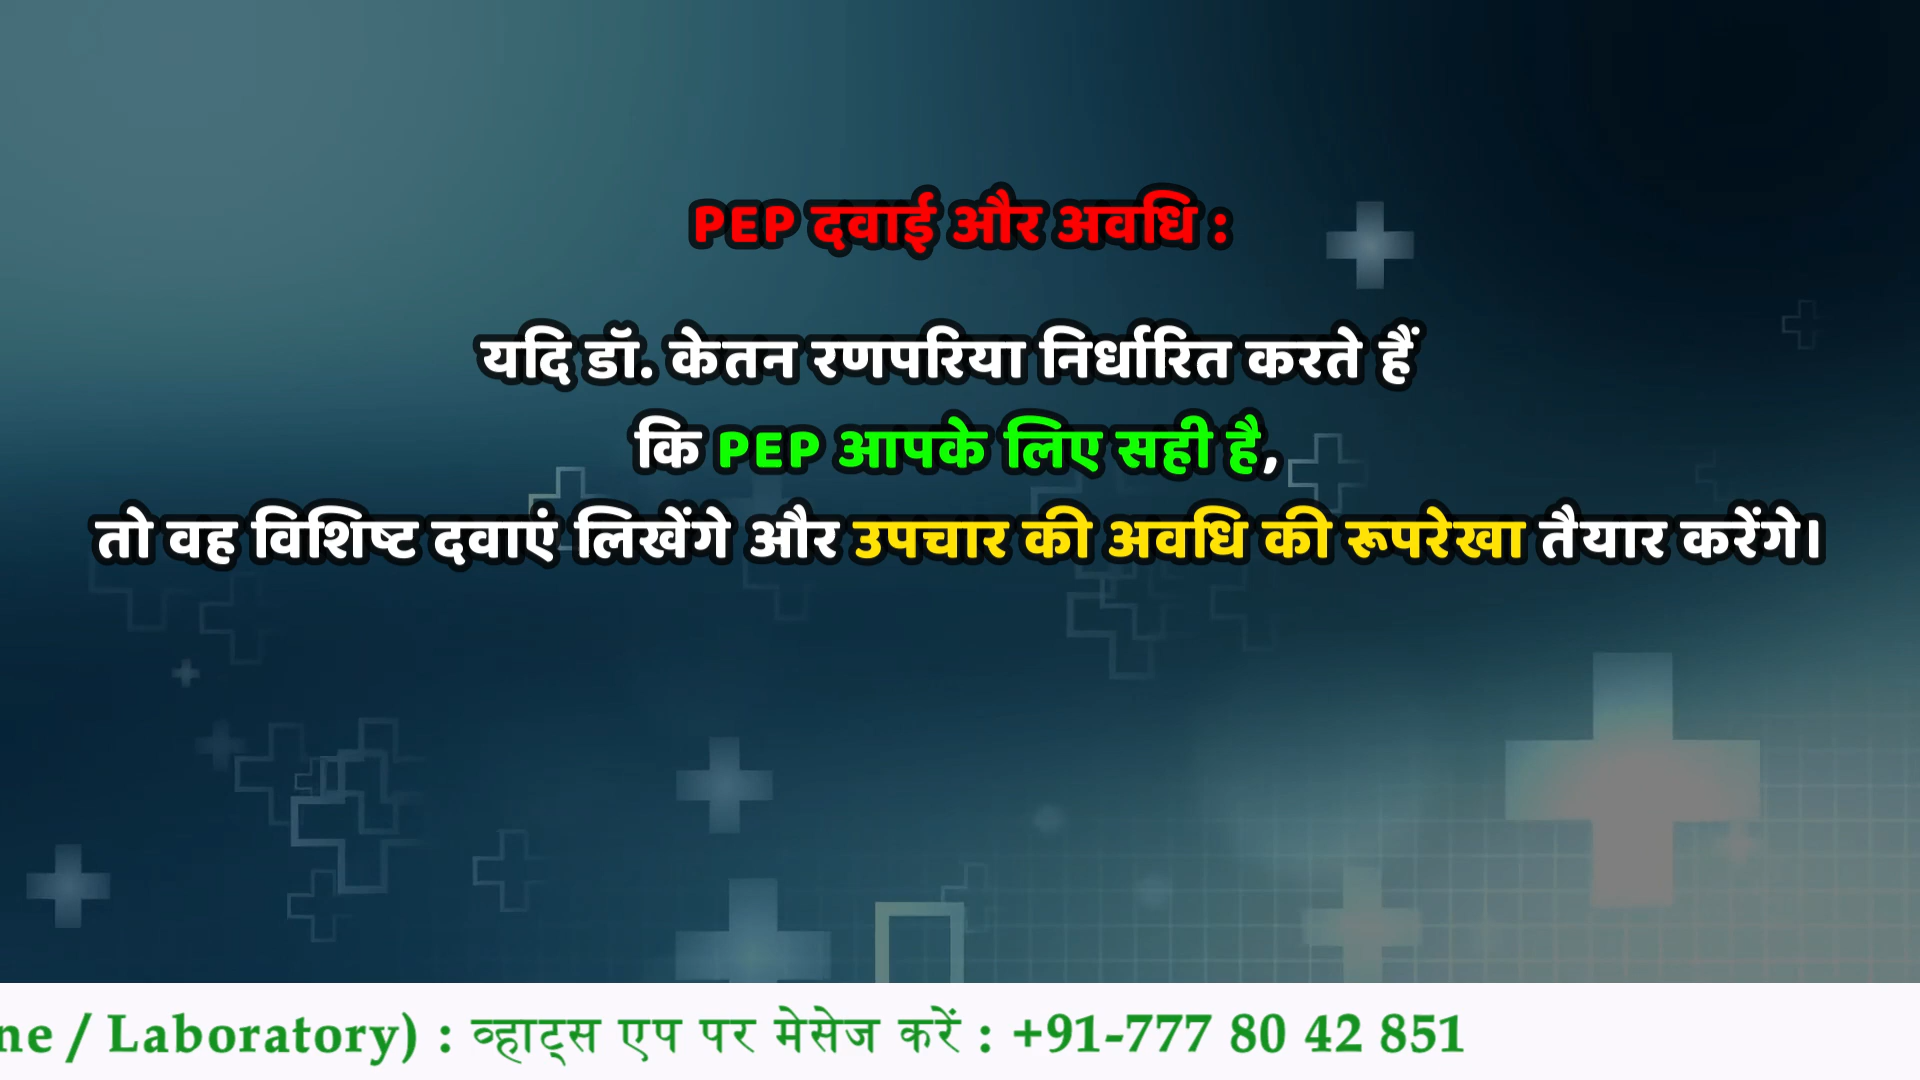 PEP दवाई और अवधि :
यदि डॉ. केतन रणपरिया निर्धारित करते हैं
कि PEP आपके लिए सही है,
तो वह विशिष्ट दवाएं लिखेंगे और उपचार की अवधि की रूपरेखा तैयार करेंगे।
/ Laboratory) : व्हाट्स एप पर मेसेज करें : +91-777 80 42 851